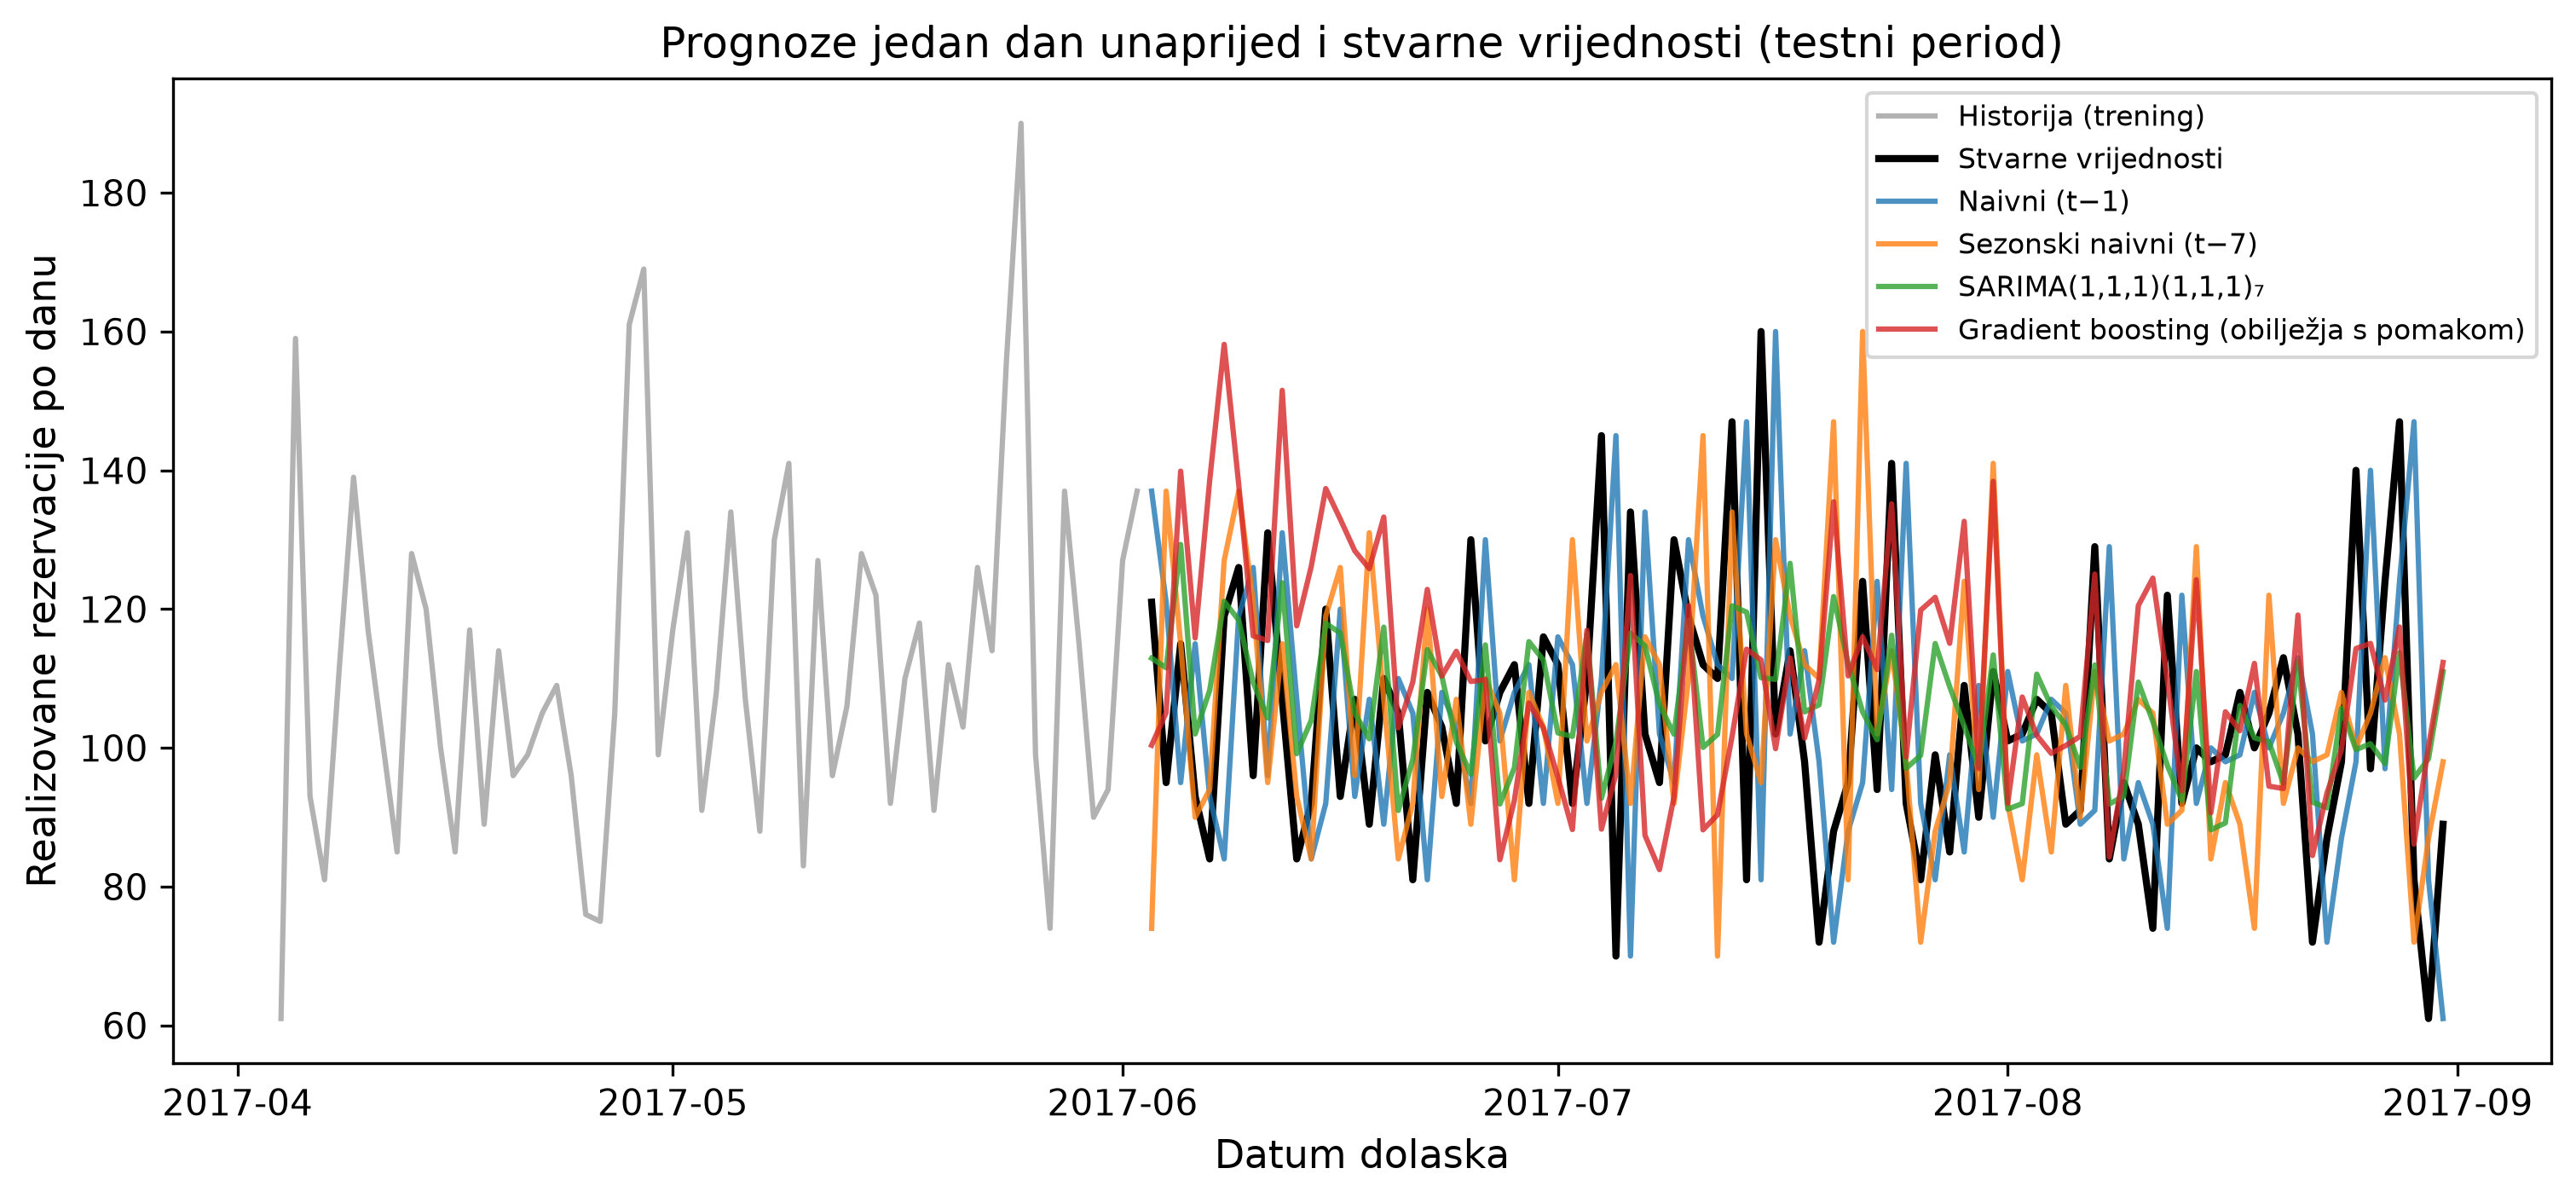 Prognoze jedan dan unaprijed i stvarne vrijednosti (testni period)
Realizovane rezervacije po danu
180
160
140
120
100
80
60
Historija (trening)
Stvarne vrijednosti
Naivni (t−1)
Sezonski naivni (t−7)
SARIMA(1,1,1)(1,1,1)₇
Gradient boosting (obilježja s pomakom)
2017-04
2017-05
2017-06
2017-07
2017-08
2017-09
Datum dolaska